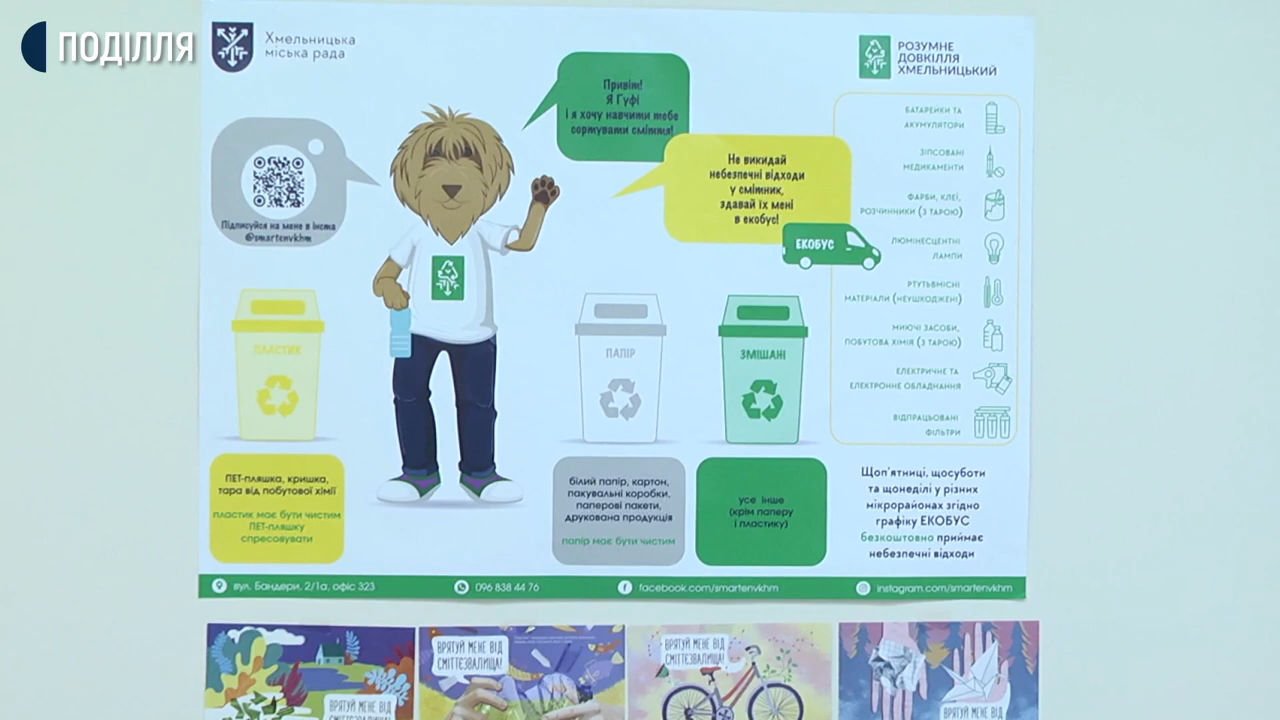 ПОДІЛЛЯ
Хмельницька
міська рада
РОЗУМНЕ
ДОВКІЛЛЯ
ХМЕЛЬНИЦЬКИЙ
Привіт!
Я Гуфі
І я хочу навчити тебе
сортувати сміття!
Не викидай
небезпечні відходи
у смітник,
здавай їх мені
в екобус!
ЕКОБУС
Підписуйся на мене в інста
@smartenvkhm
БАТАРЕЙКИ ТА
АКУМУЛЯТОРИ
ЗІПСОВАНІ
МЕДИКАМЕНТИ
ФАРБИ, КЛЕЇ,
РОЗЧИННИКИ (З ТАРОЮ)
ЛЮМІНЕСЦЕНТНІ
ЛАМПИ
РТУТЬВМІСНІ
МАТЕРІАЛИ (НЕУШКОДЖЕНІ)
МИЮЧІ ЗАСОБИ,
ПОБУТОВА ХІМІЯ (З ТАРОЮ)
ЕЛЕКТРИЧНЕ ТА
ЕЛЕКТРОННЕ ОБЛАДНАННЯ
ВІДПРАЦЬОВАНІ
ФІЛЬТРИ
ПЛАСТИК
ПАПІР
ЗМІШАНІ
ПЕТ-пляшка, кришка,
тара від побутової хімії
пластик має бути чистим
ПЕТ-пляшку
спресовувати
білий папір, картон,
пакувальні коробки,
паперові пакети,
друкована продукція
папір має бути чистим
усе інше
(крім паперу
і пластику)
Щоп'ятниці, щосуботи
та щонеділі у різних
мікрорайонах згідно
графіку ЕКОБУС
безкоштовно приймає
небезпечні відходи
вул. Бандери, 2/1а, офіс 323
096 838 44 76
facebook.com/smartenvkhm
instagram.com/smartenvkhm
ВРЯТУЙ МЕНЕ ВІД
СМІТТЄЗВАЛИЩА!
ВРЯТУЙ МЕНЕ ВІД
СМІТТЄЗВАЛИЩА!
ВРЯТУЙ МЕНЕ ВІД
СМІТТЄЗВАЛИЩА!
ВРЯТУЙ МЕНЕ ВІД